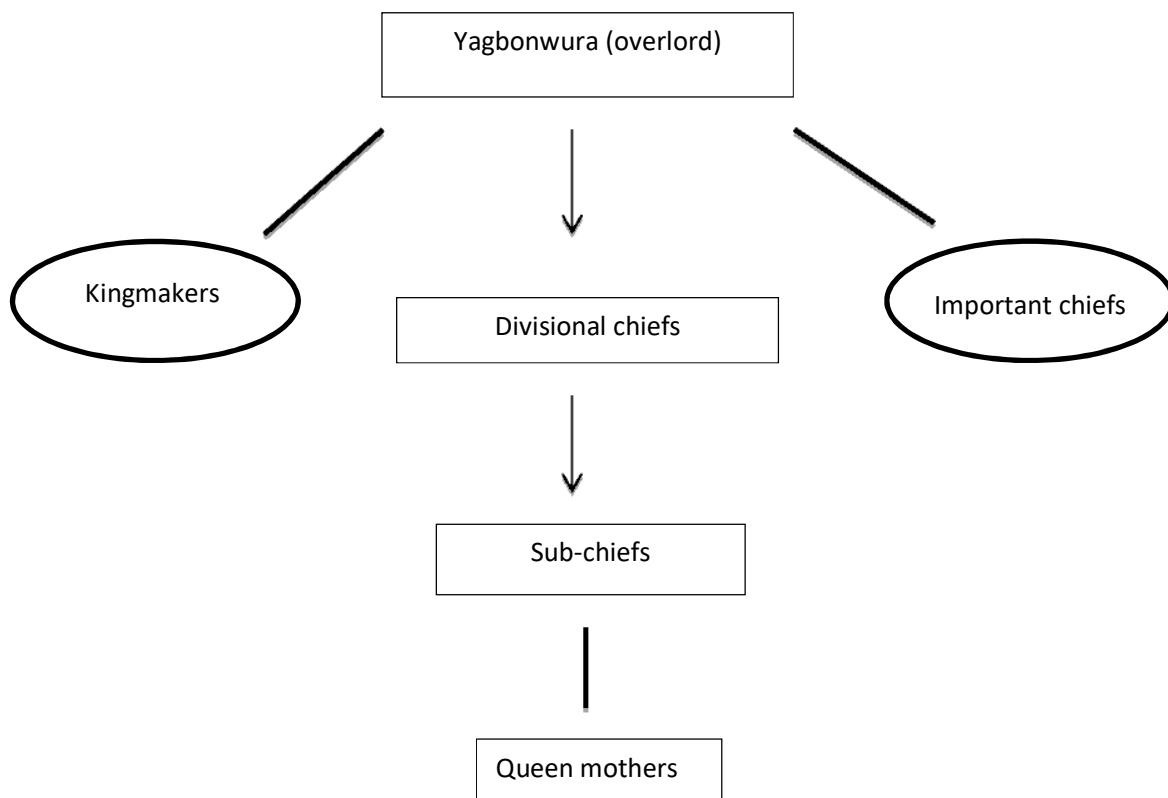 Yagbonwura (overlord)
Kingmakers
Important chiefs
Divisional chiefs
Sub-chiefs
Queen mothers